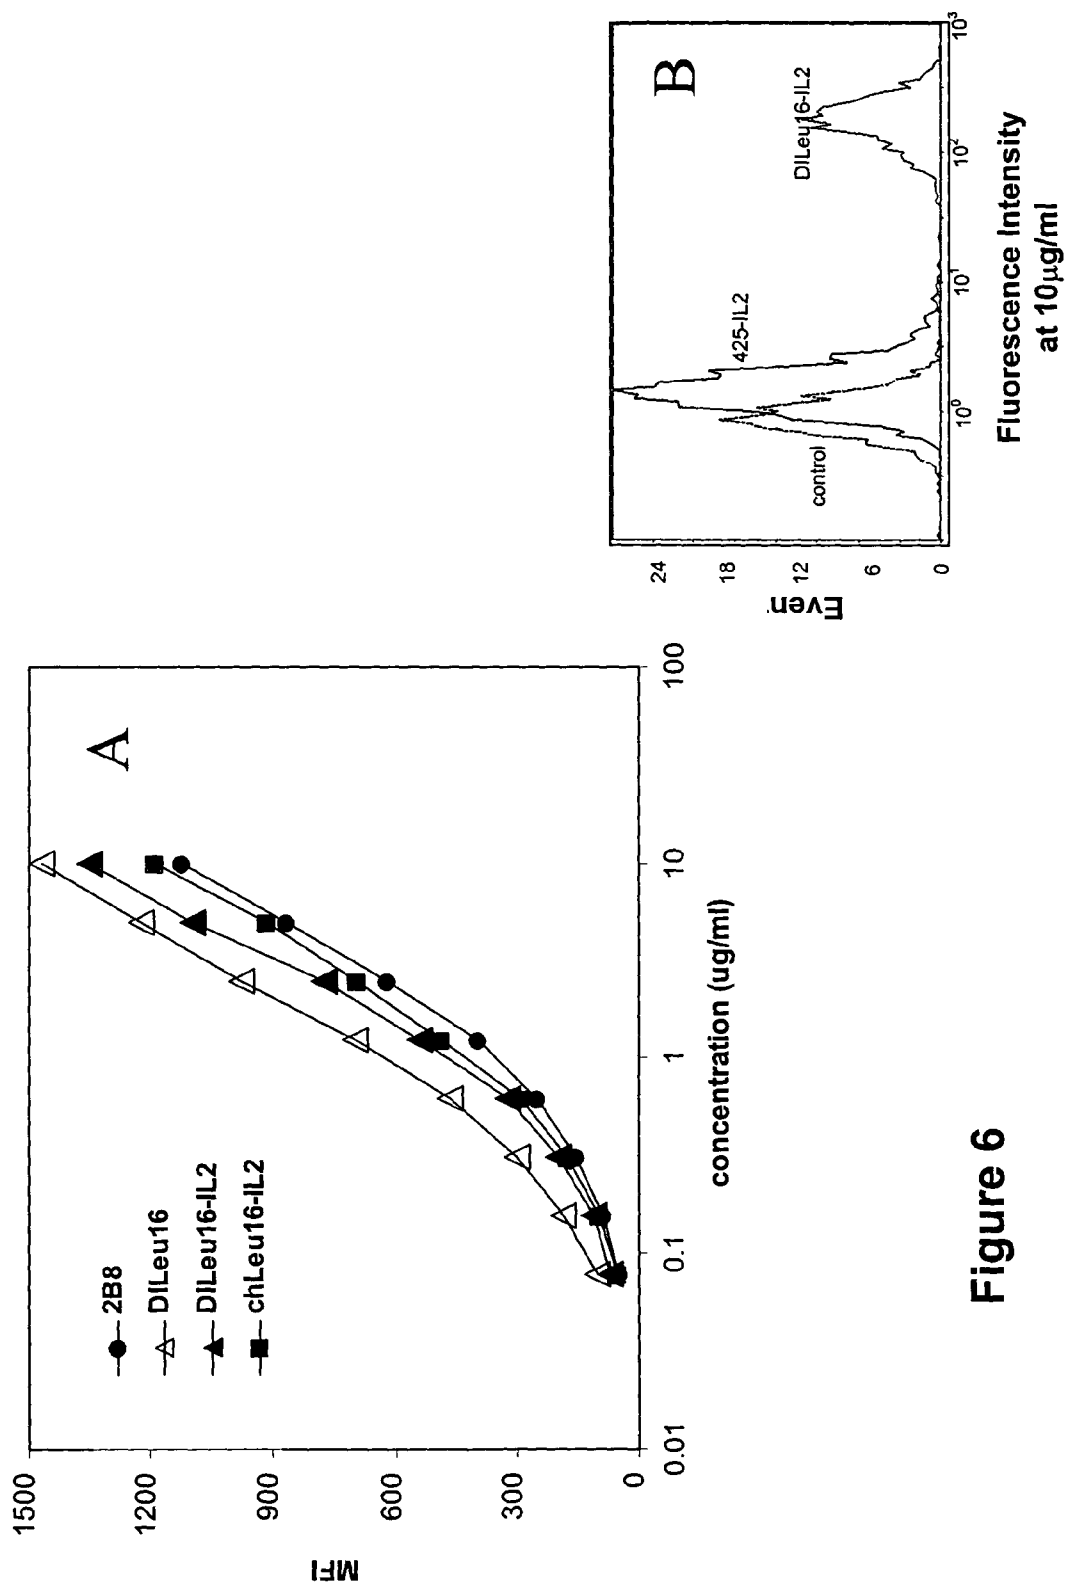 A
MFI
1500
1200
900
600
300
0
2B8
DILeu16
DILeu16-IL2
chLeu16-IL2
0.01
0.1
1
10
100
concentration (ug/ml)
B
Even
24
18
12
6
0
control
425-IL2
DILeu16-IL2
10⁰
10¹
10²
10³
Fluorescence Intensity
at 10µg/ml
Figure 6